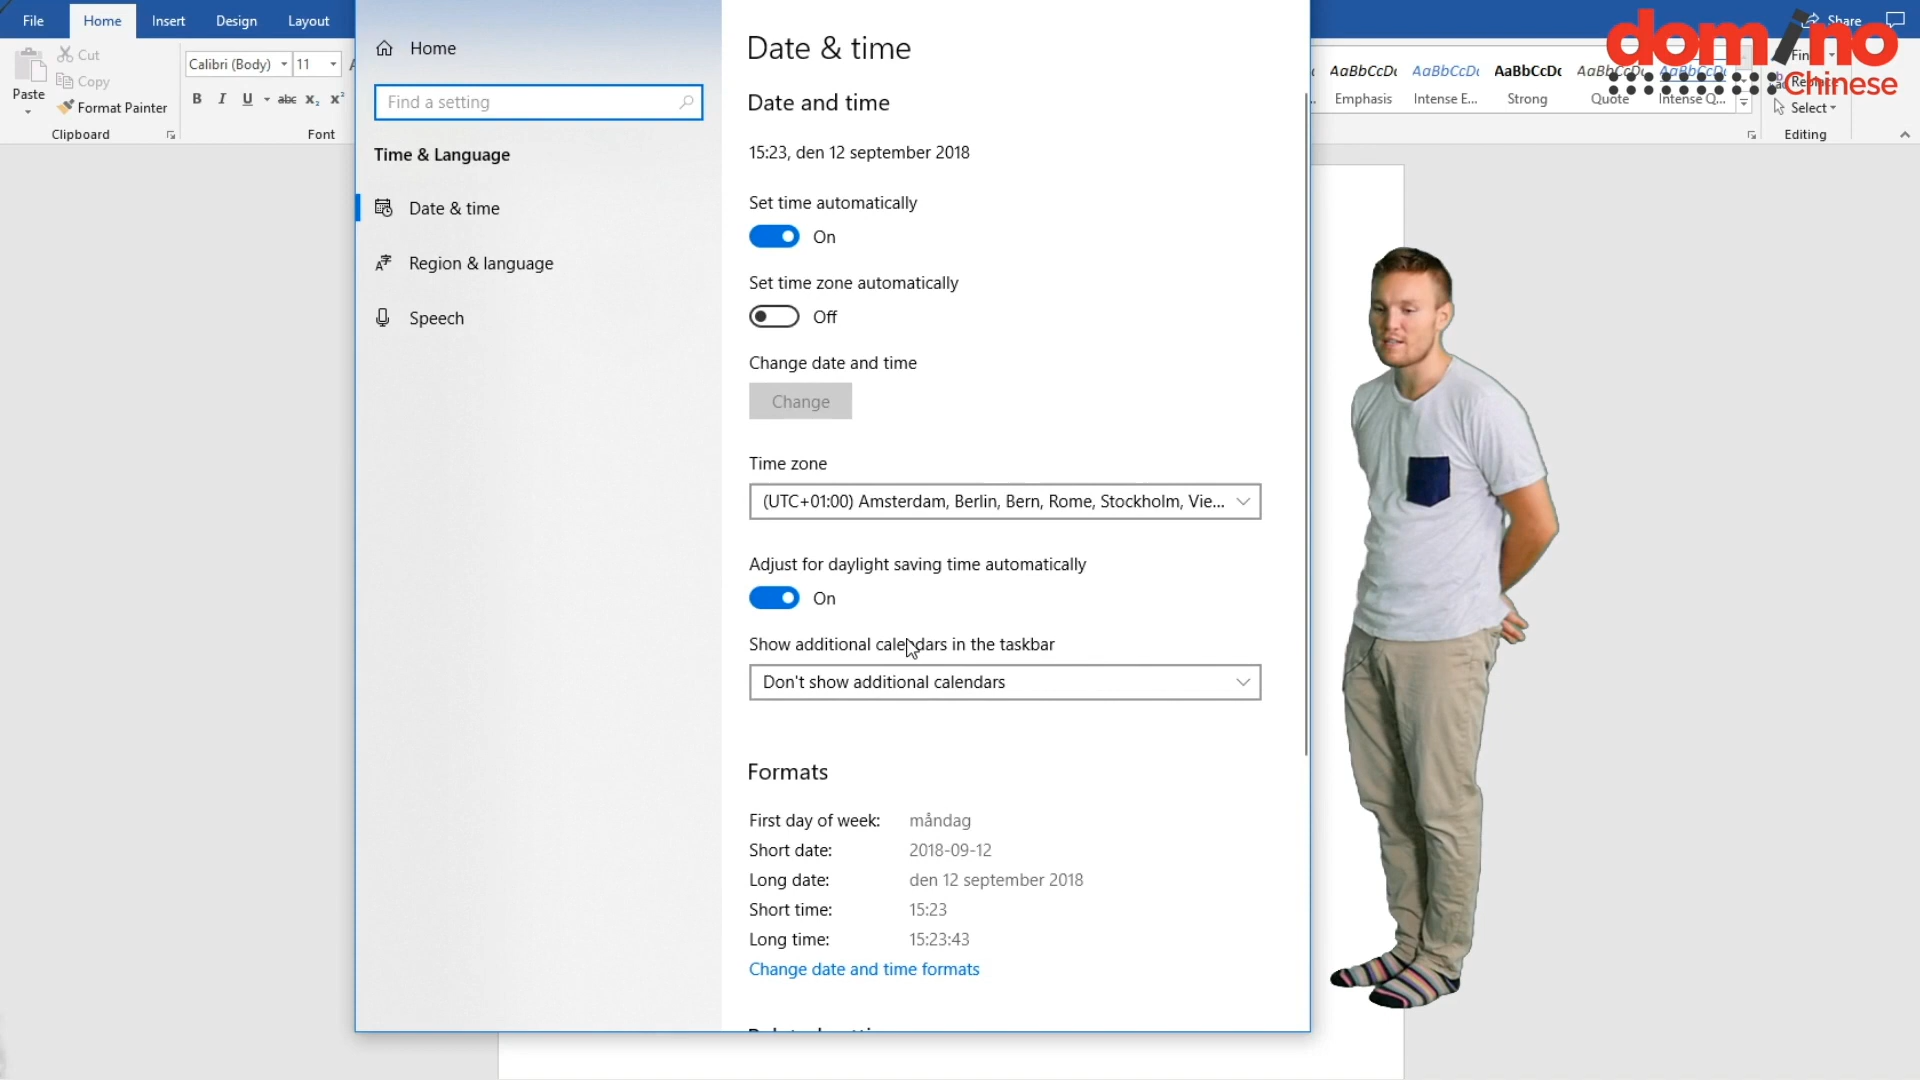 File
Home
Insert
Design
Layout
Share
Paste
Cut
Copy
Format Painter
Clipboard
Calibri (Body)
11
B I U abc x₂ x²
Font
AaBbCcDc
Emphasis
AaBbCcDc
Intense E...
AaBbCcDc
Strong
AaBbCcDc
Quote
AaBbCcDc
Intense Q...
Select
Editing
domino
Chinese
Home
Find a setting
Time & Language
Date & time
Region & language
Speech
Date & time
Date and time
15:23, den 12 september 2018
Set time automatically
On
Set time zone automatically
Off
Change date and time
Change
Time zone
(UTC+01:00) Amsterdam, Berlin, Bern, Rome, Stockholm, Vie...
Adjust for daylight saving time automatically
On
Show additional calendars in the taskbar
Don't show additional calendars
Formats
First day of week: måndag
Short date: 2018-09-12
Long date: den 12 september 2018
Short time: 15:23
Long time: 15:23:43
Change date and time formats